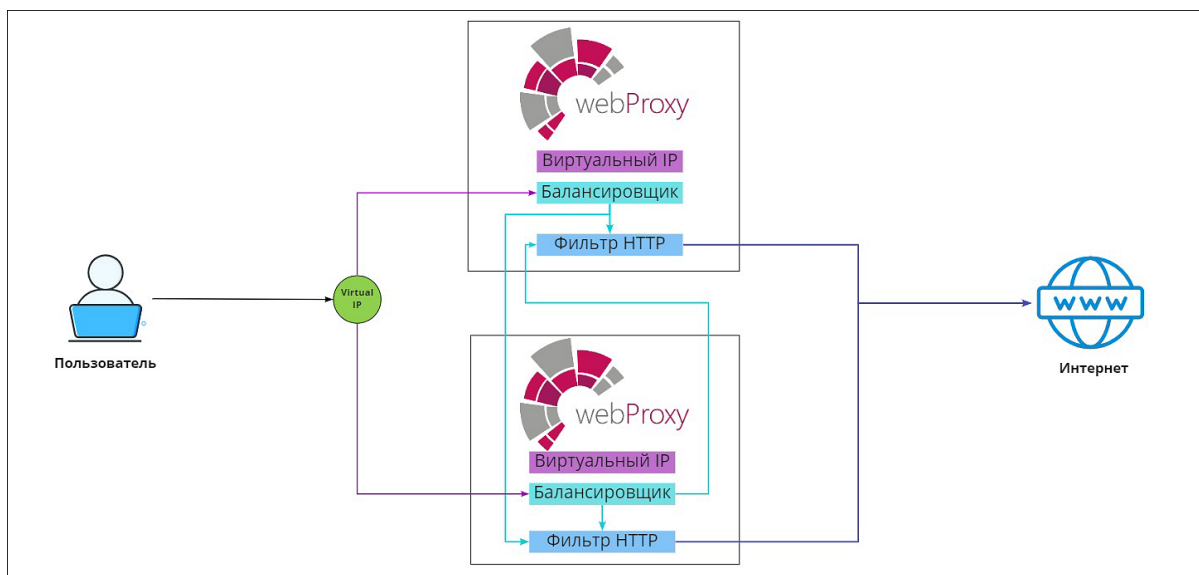 webProxy
Виртуальный IP
Балансировщик
Фильтр HTTP
Virtual
IP
WWW
Пользователь
Интернет
webProxy
Виртуальный IP
Балансировщик
Фильтр HTTP